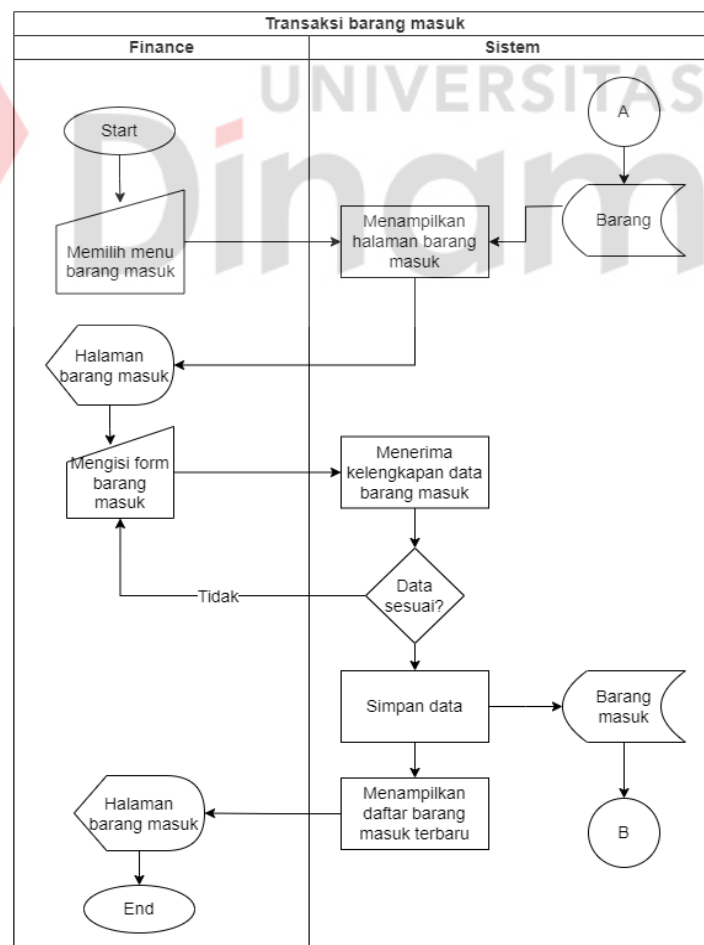 Transaksi barang masuk
Finance
Sistem
UNIVERSITAS
Dinam
Start
A
Memilih menu
barang masuk
Menampilkan
halaman barang
masuk
Barang
Halaman
barang masuk
Mengisi form
barang
masuk
Menerima
kelengkapan data
barang masuk
Data
sesuai?
Tidak
Simpan data
Barang
masuk
Menampilkan
daftar barang
masuk terbaru
Halaman
barang masuk
B
End